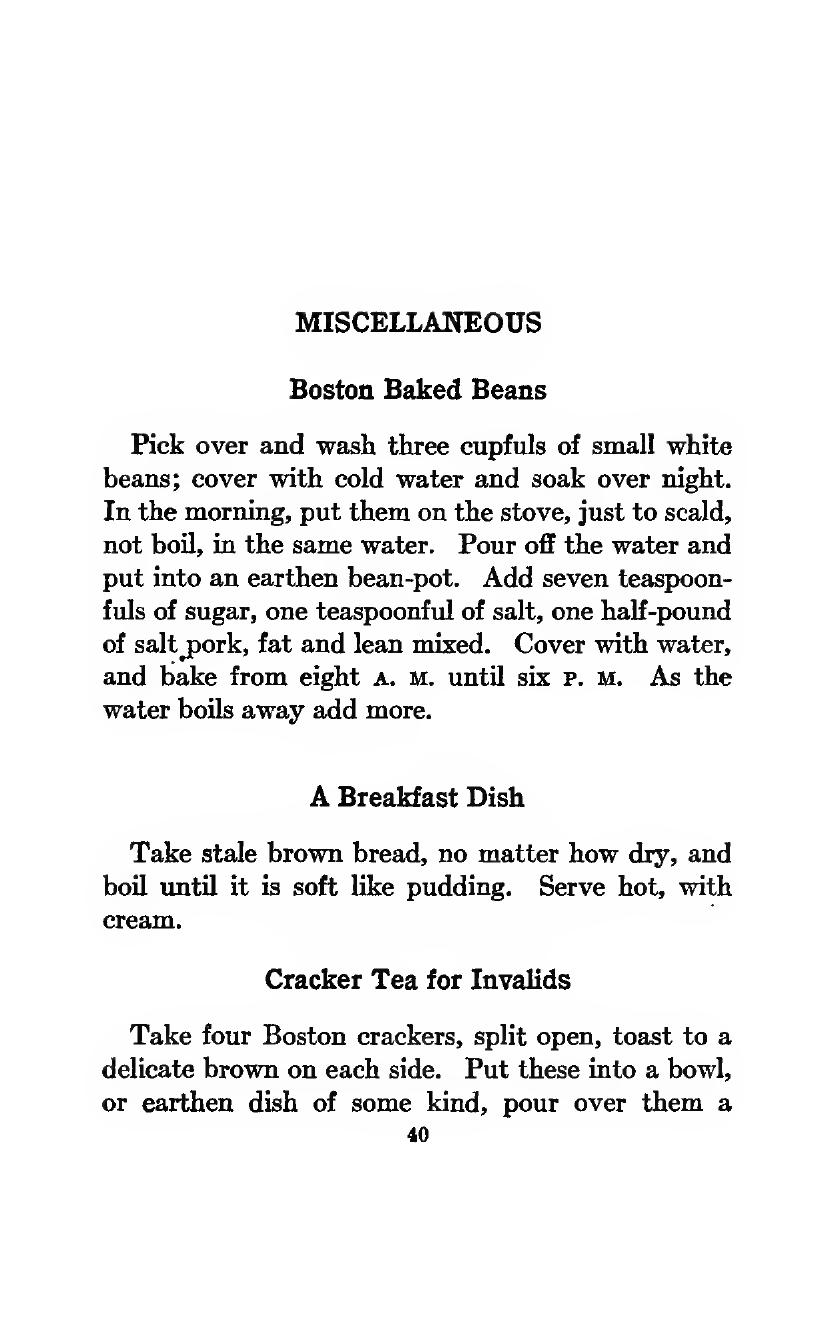 MISCELLANEOUS
Boston Baked Beans
Pick over and wash three cupfuls of small white
beans; cover with cold water and soak over night.
In the morning, put them on the stove, just to scald,
not boil, in the same water. Pour off the water and
put into an earthen bean-pot. Add seven teaspoon-
fuls of sugar, one teaspoonful of salt, one half-pound
of salt pork, fat and lean mixed. Cover with water,
and bake from eight A. M. until six P. M. As the
water boils away add more.
A Breakfast Dish
Take stale brown bread, no matter how dry, and
boil until it is soft like pudding. Serve hot, with
cream.
Cracker Tea for Invalids
Take four Boston crackers, split open, toast to a
delicate brown on each side. Put these into a bowl,
or earthen dish of some kind, pour over them a
40